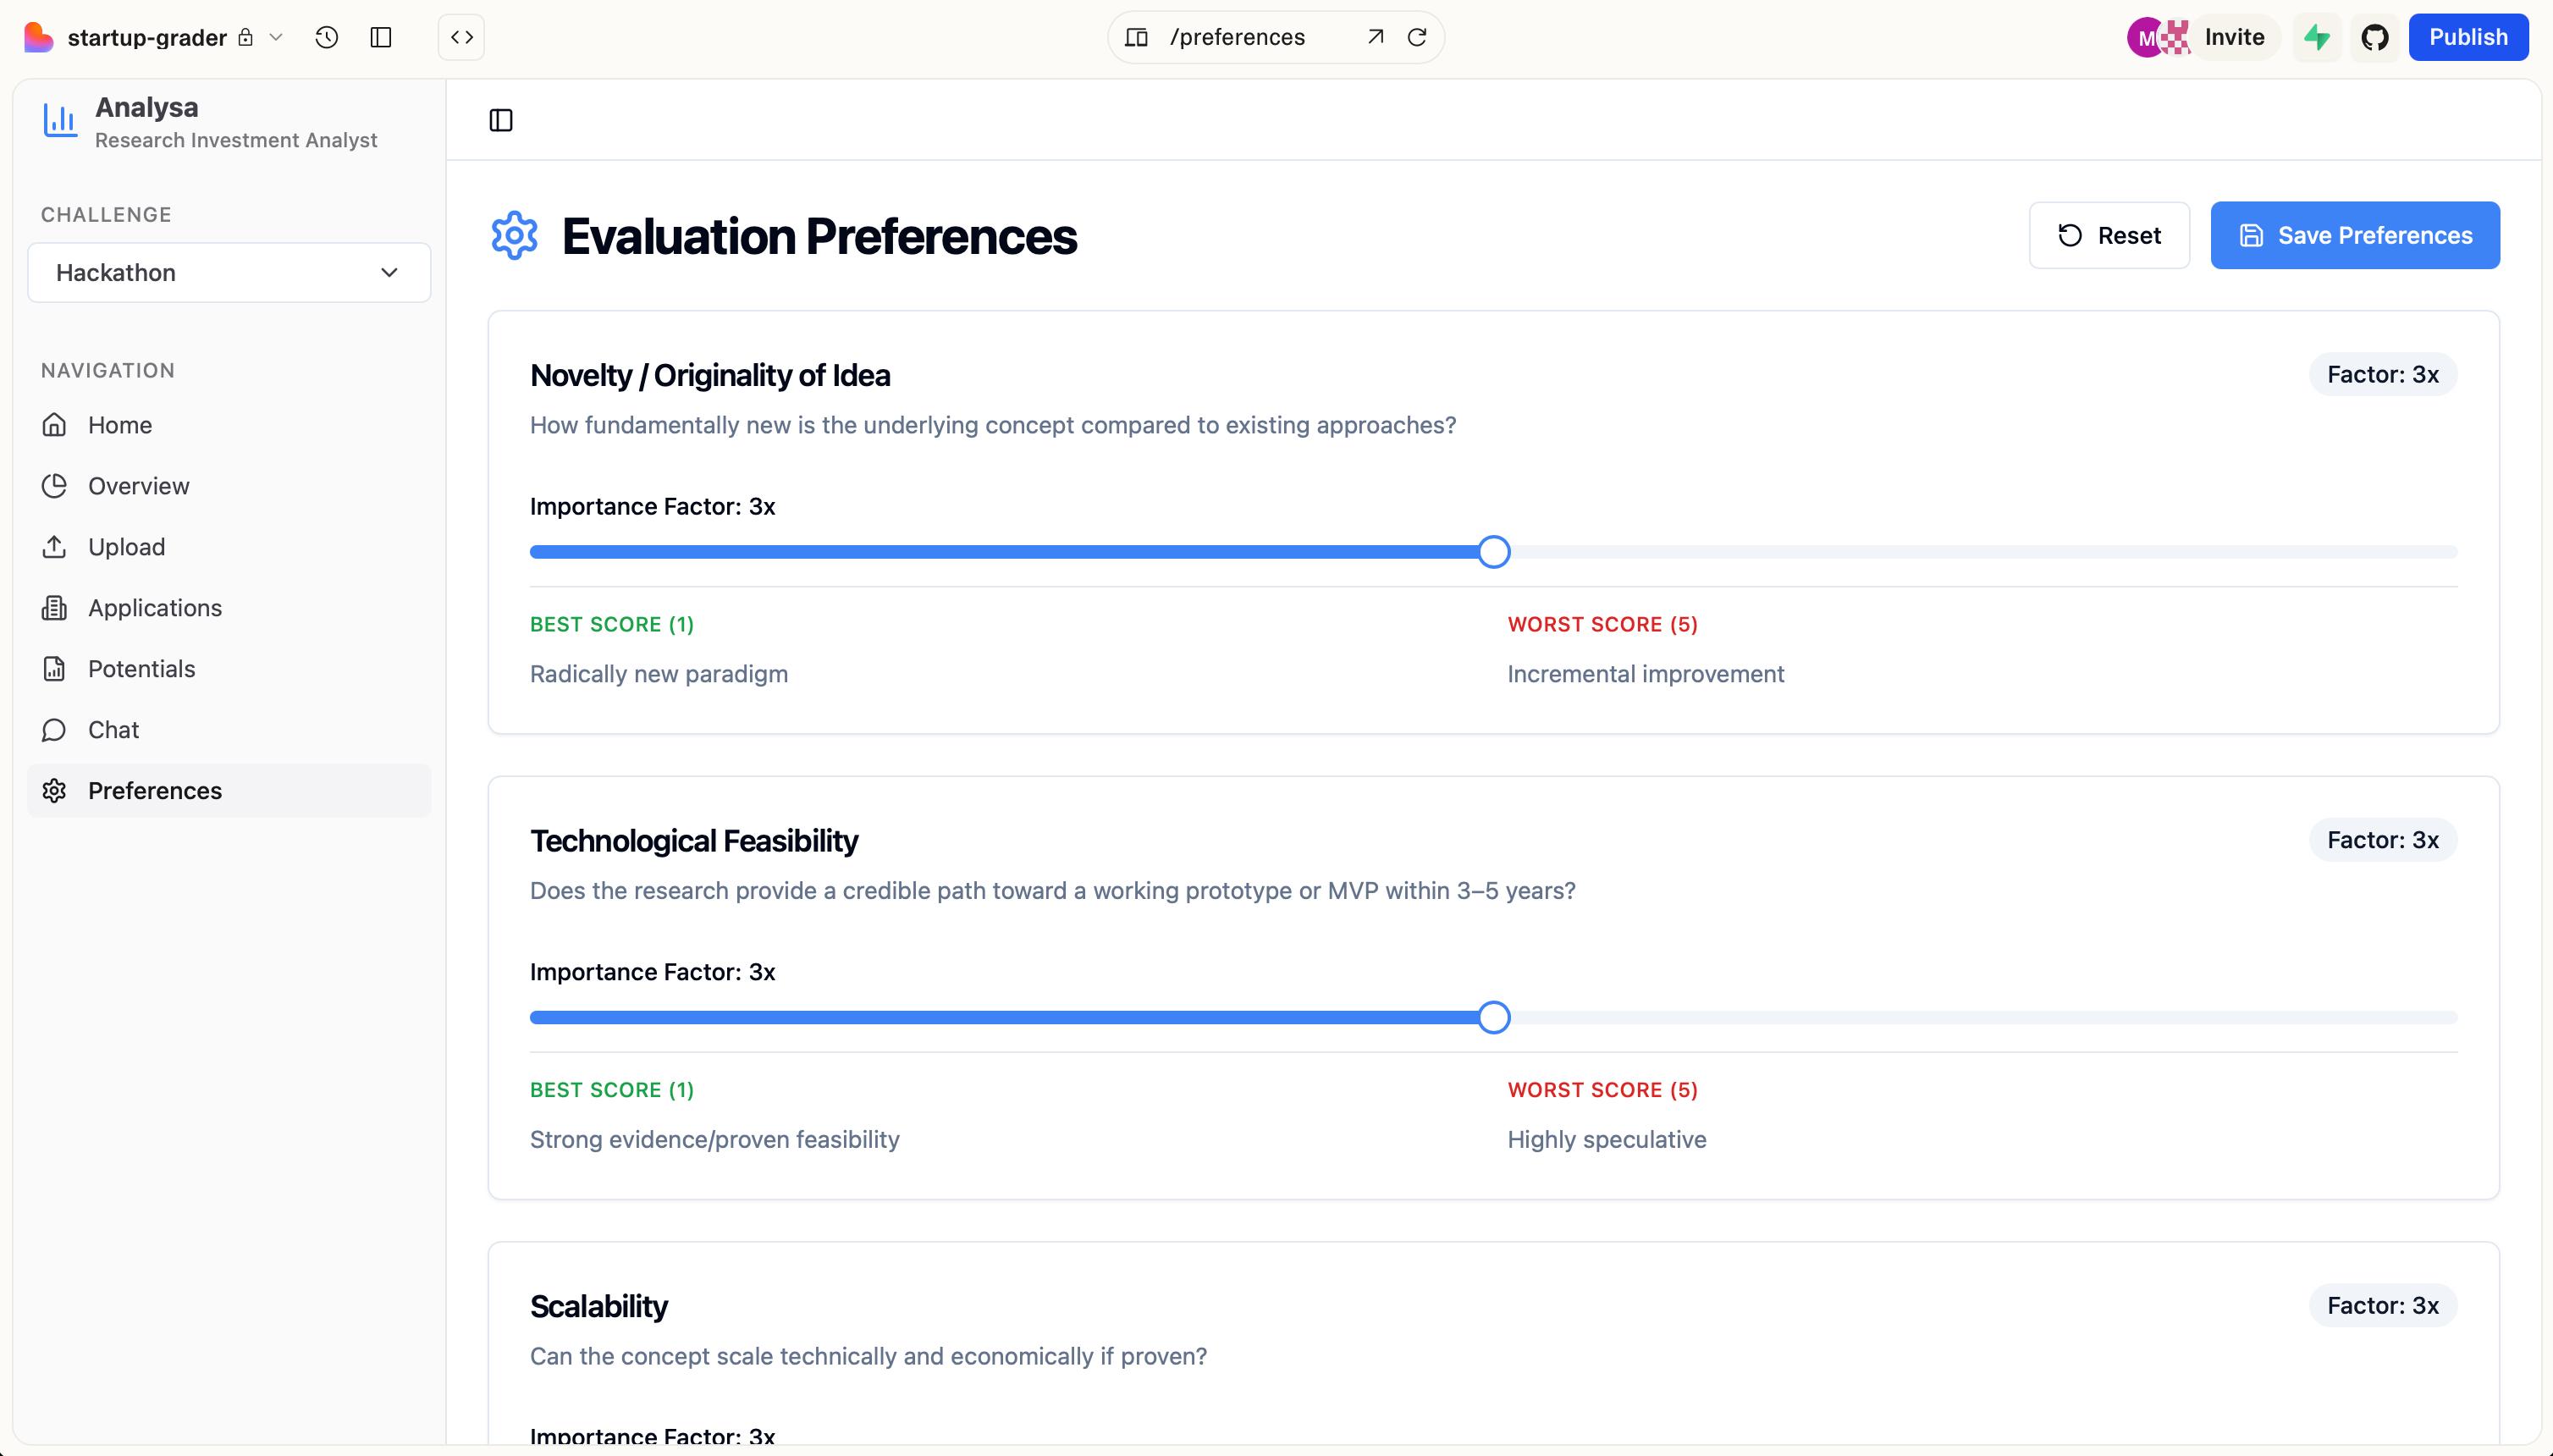 startup-grader
/preferences
M
Invite
Publish
Analysa
Research Investment Analyst
CHALLENGE
Hackathon
NAVIGATION
Home
Overview
Upload
Applications
Potentials
Chat
Preferences
Evaluation Preferences
Reset
Save Preferences
Novelty / Originality of Idea
Factor: 3x
How fundamentally new is the underlying concept compared to existing approaches?
Importance Factor: 3x
BEST SCORE (1)
WORST SCORE (5)
Radically new paradigm
Incremental improvement
Technological Feasibility
Factor: 3x
Does the research provide a credible path toward a working prototype or MVP within 3–5 years?
Importance Factor: 3x
BEST SCORE (1)
WORST SCORE (5)
Strong evidence/proven feasibility
Highly speculative
Scalability
Factor: 3x
Can the concept scale technically and economically if proven?
Importance Factor: 3x